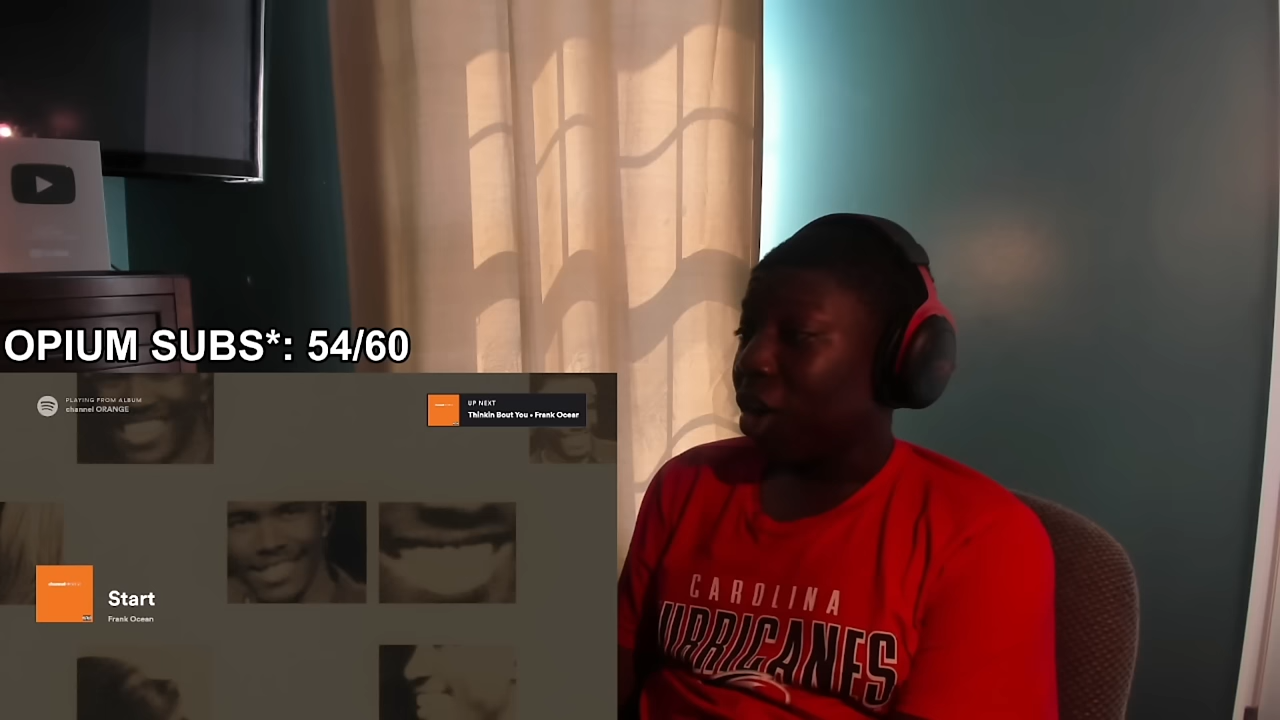 OPIUM SUBS*: 54/60
PLAYING FROM ALBUM
channel ORANGE
UP NEXT
Thinkin Bout You • Frank Ocean
Start
Frank Ocean
CAROLINA
HURRICANES